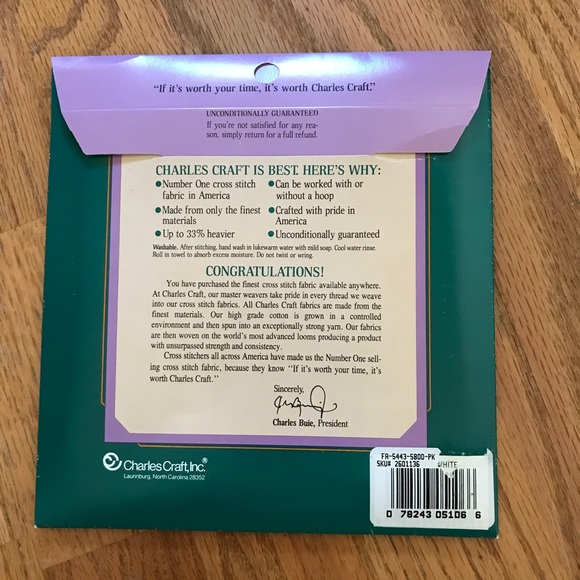 "If it's worth your time, it's worth Charles Craft."
UNCONDITIONALLY GUARANTEED
If you're not satisfied for any rea-
son, simply return for a full refund.
CHARLES CRAFT IS BEST. HERE'S WHY:
●Number One cross stitch
fabric in America
●Made from only the finest
materials
●Up to 33% heavier
●Can be worked with or
without a hoop
●Crafted with pride in
America
●Unconditionally guaranteed
Washable. After stitching, hand wash in lukewarm water with mild soap. Cool water rinse.
Roll in towel to absorb excess moisture. Do not twist or wring.
CONGRATULATIONS!
You have purchased the finest cross stitch fabric available anywhere.
At Charles Craft, our master weavers take pride in every thread we weave
into our cross stitch fabrics. All Charles Craft fabrics are made from the
finest materials. Our high grade cotton is grown in a controlled
environment and then spun into an exceptionally strong yarn. Our fabrics
are then woven on the world's most advanced looms producing a product
with unsurpassed strength and consistency.
Cross stitchers all across America have made us the Number One sell-
ing cross stitch fabric, because they know "If it's worth your time, it's
worth Charles Craft."
Sincerely,
Charles Buie, President
Charles Craft, Inc.®
Laurinburg, North Carolina 28352
FA-5443-5800-PK
SKU# 2601136 WHITE
0 78243 05106 6